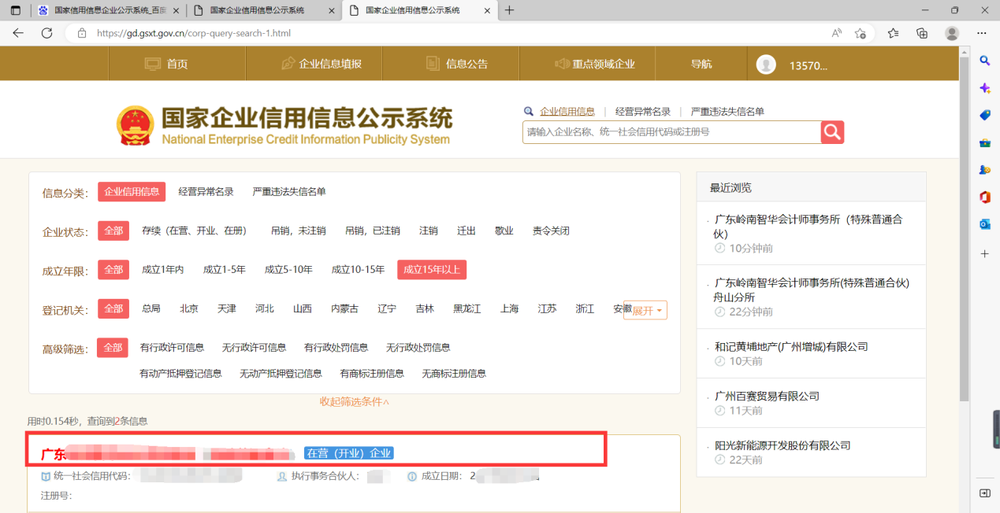 国家信用信息企业公示系统_百度
国家企业信用信息公示系统
国家企业信用信息公示系统
https://gd.gsxt.gov.cn/corp-query-search-1.html
首页
企业信息填报
信息公告
重点领域企业
导航
13570...
国家企业信用信息公示系统
National Enterprise Credit Information Publicity System
企业信用信息 | 经营异常名录 | 严重违法失信名单
请输入企业名称、统一社会信用代码或注册号
信息分类: 企业信用信息 经营异常名录 严重违法失信名单
企业状态: 全部 存续（在营、开业、在册） 吊销，未注销 吊销，已注销 注销 迁出 歇业 责令关闭
成立年限: 全部 成立1年内 成立1-5年 成立5-10年 成立10-15年 成立15年以上
登记机关: 全部 总局 北京 天津 河北 山西 内蒙古 辽宁 吉林 黑龙江 上海 江苏 浙江 安徽 展开
高级筛选: 全部 有行政许可信息 无行政许可信息 有行政处罚信息 无行政处罚信息
有动产抵押登记信息 无动产抵押登记信息 有商标注册信息 无商标注册信息
收起筛选条件^
用时0.154秒，查询到2条信息
广东
在营（开业）企业
统一社会信用代码:
执行事务合伙人:
成立日期: 2
注册号:
最近浏览
广东岭南智华会计师事务所（特殊普通合
伙）
10分钟前
广东岭南智华会计师事务所(特殊普通合伙)
舟山分所
22分钟前
和记黄埔地产(广州增城)有限公司
10天前
广州百赛贸易有限公司
11天前
阳光新能源开发股份有限公司
22天前